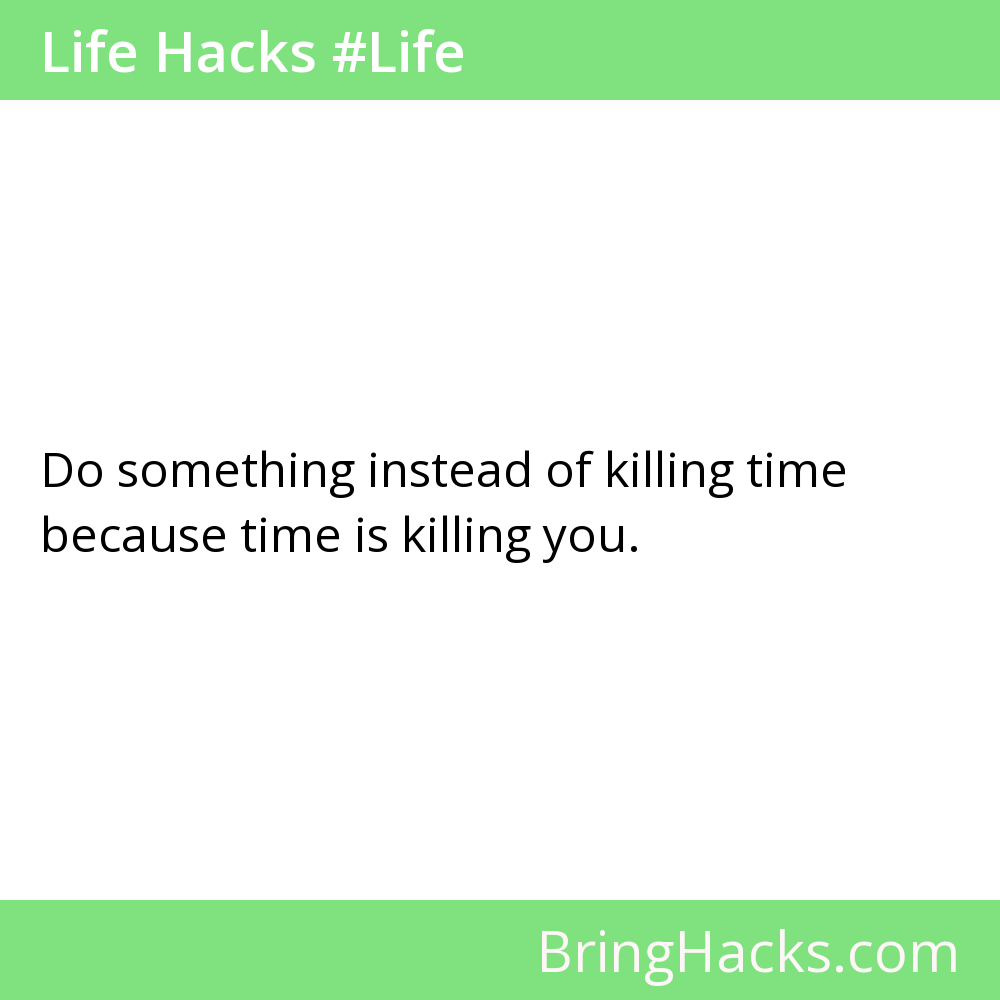 Life Hacks #Life
Do something instead of killing time
because time is killing you.
BringHacks.com